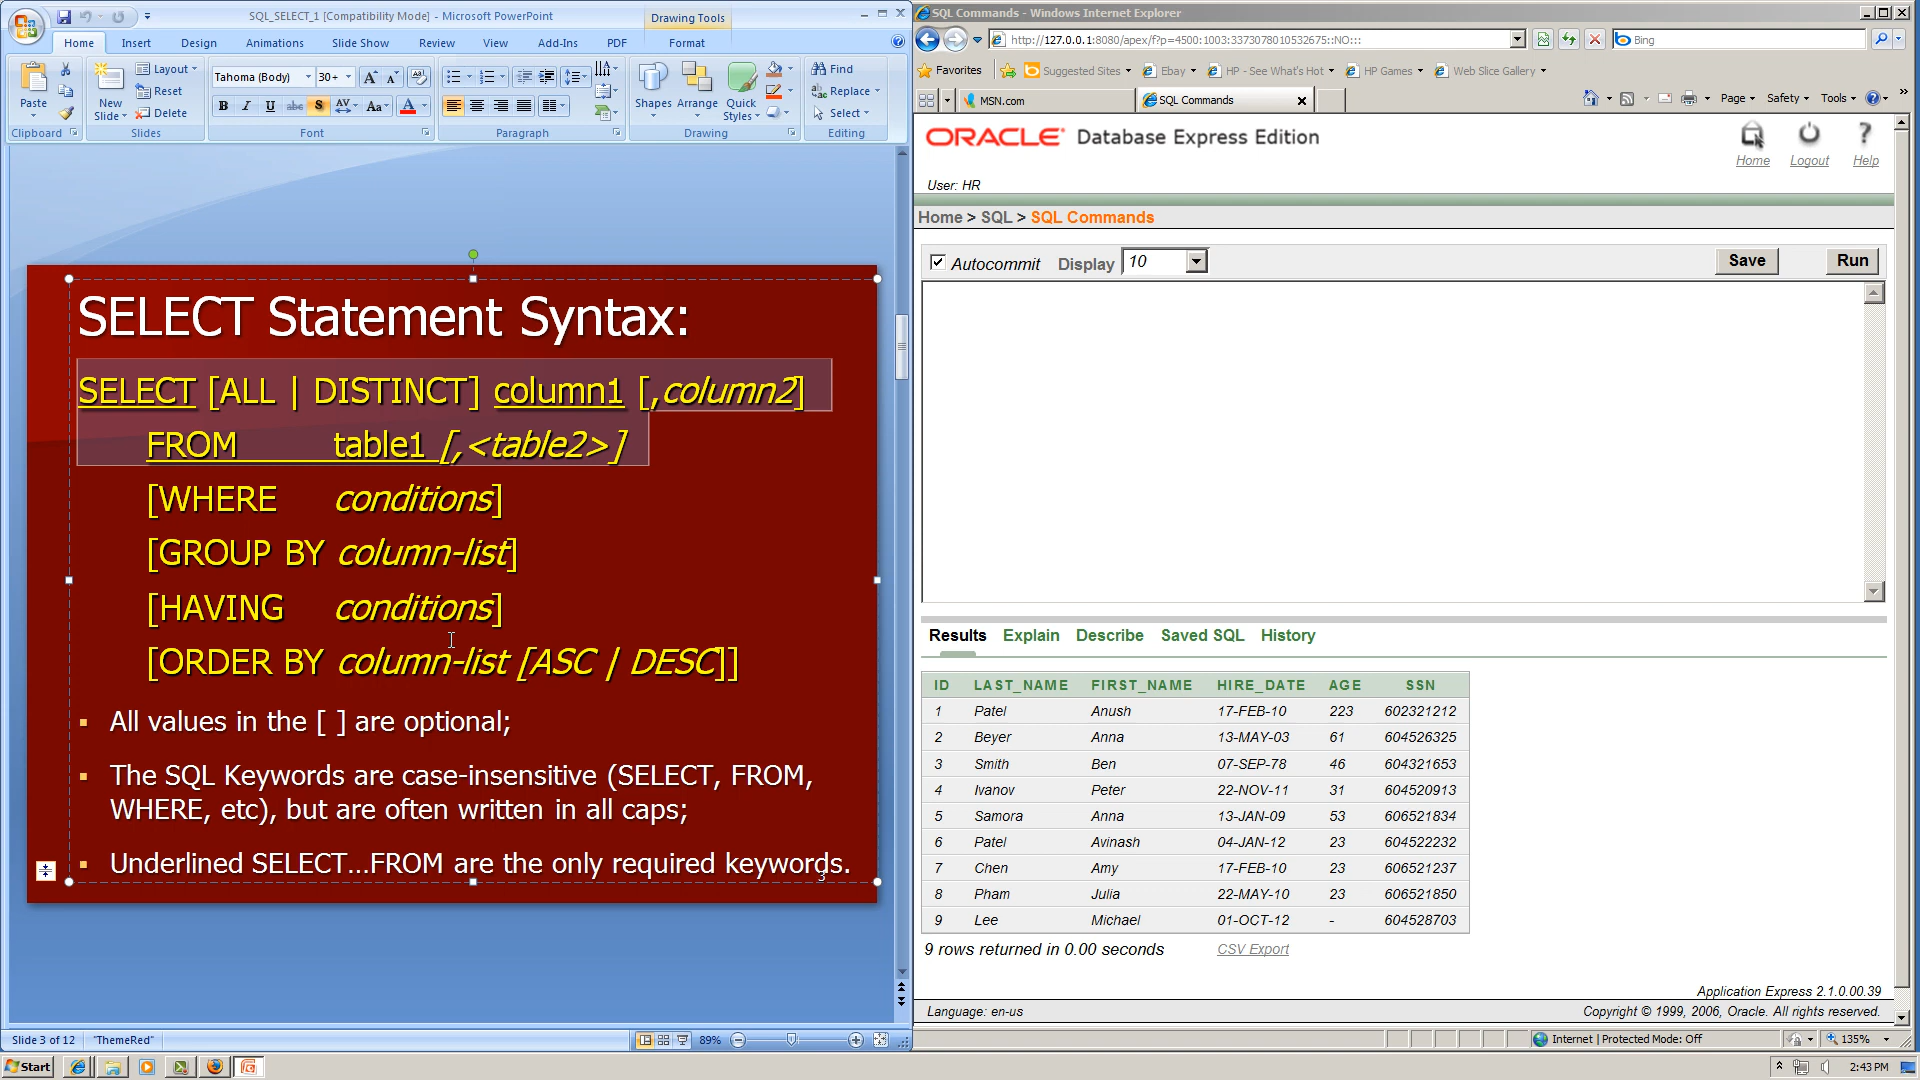 SQL_SELECT_1 [Compatibility Mode] - Microsoft PowerPoint
Drawing Tools
Home Insert Design Animations Slide Show Review View Add-Ins PDF Format
Paste
New Slide
Layout
Reset
Delete
Tahoma (Body) 30+
B I U abc S AV Aa A
Shapes Arrange Quick Styles
Find
Replace
Select
Clipboard Slides Font Paragraph Drawing Editing
SELECT Statement Syntax:
SELECT [ALL | DISTINCT] column1 [,column2]
FROM table1 [,<table2>]
[WHERE conditions]
[GROUP BY column-list]
[HAVING conditions]
[ORDER BY column-list [ASC | DESC]]
▪ All values in the [ ] are optional;
▪ The SQL Keywords are case-insensitive (SELECT, FROM,
WHERE, etc), but are often written in all caps;
▪ Underlined SELECT...FROM are the only required keywords.
3
Slide 3 of 12 "ThemeRed" 89%
SQL Commands - Windows Internet Explorer
http://127.0.0.1:8080/apex/f?p=4500:1003:3373078010532675::NO:::
Bing
Favorites Suggested Sites Ebay HP - See What's Hot HP Games Web Slice Gallery
MSN.com SQL Commands Page Safety Tools
ORACLE Database Express Edition
Home Logout Help
User: HR
Home > SQL > SQL Commands
Autocommit Display 10 Save Run
Results Explain Describe Saved SQL History
ID LAST_NAME FIRST_NAME HIRE_DATE AGE SSN
1 Patel Anush 17-FEB-10 223 602321212
2 Beyer Anna 13-MAY-03 61 604526325
3 Smith Ben 07-SEP-78 46 604321653
4 Ivanov Peter 22-NOV-11 31 604520913
5 Samora Anna 13-JAN-09 53 606521834
6 Patel Avinash 04-JAN-12 23 604522232
7 Chen Amy 17-FEB-10 23 606521237
8 Pham Julia 22-MAY-10 23 606521850
9 Lee Michael 01-OCT-12 - 604528703
9 rows returned in 0.00 seconds CSV Export
Application Express 2.1.0.00.39
Language: en-us Copyright © 1999, 2006, Oracle. All rights reserved.
Internet | Protected Mode: Off 135%
Start 2:43 PM